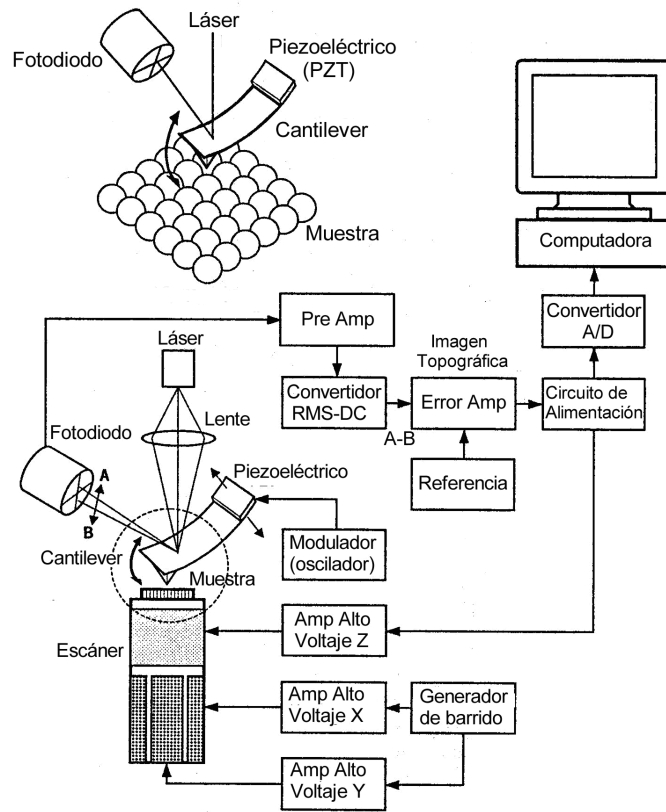 Láser
Fotodiodo
Piezoeléctrico
(PZT)
Cantilever
Muestra
Computadora
Pre Amp
Imagen
Topográfica
Convertidor
A/D
Láser
Convertidor
RMS-DC
A-B
Error Amp
Circuito de
Alimentación
Lente
Fotodiodo
A
B
Piezoeléctrico
Referencia
Cantilever
Muestra
Modulador
(oscilador)
Escáner
Amp Alto
Voltaje Z
Amp Alto
Voltaje X
Generador
de barrido
Amp Alto
Voltaje Y